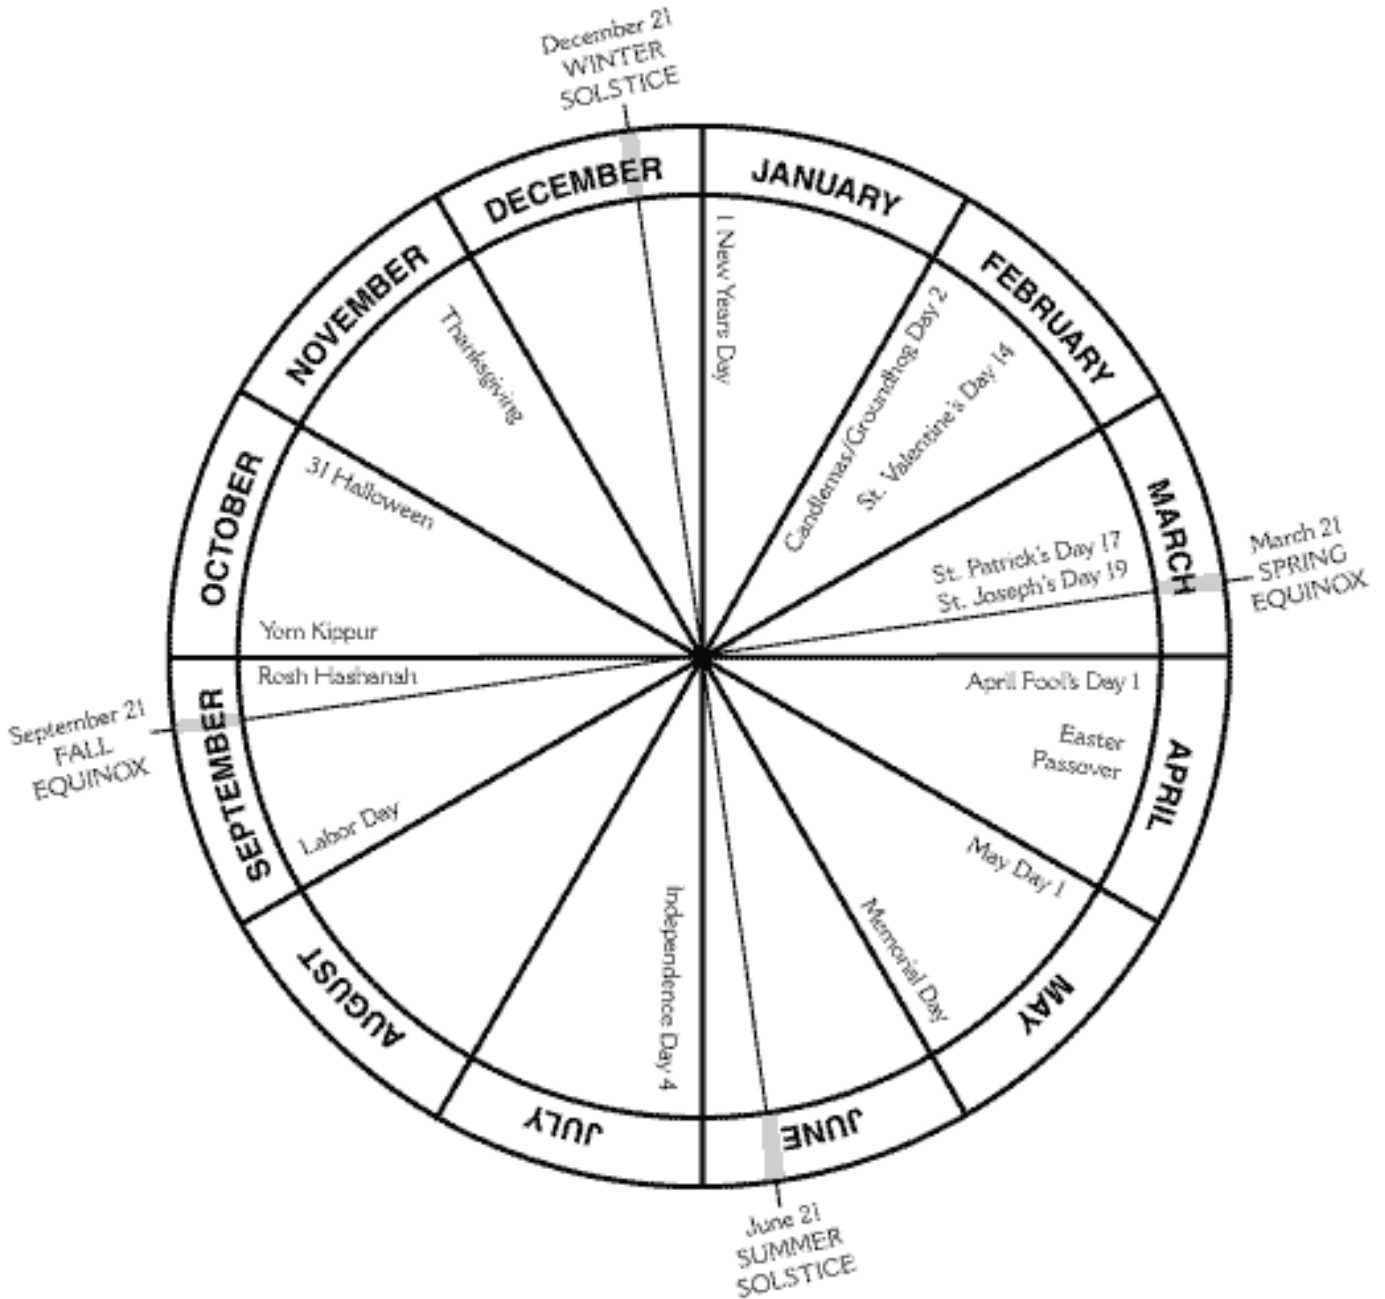 December 21
WINTER
SOLSTICE
JANUARY
1 New Years Day
FEBRUARY
Candlemas/Groundhog Day 2
St. Valentine's Day 14
MARCH
St. Patrick's Day 17
St. Joseph's Day 19
March 21
SPRING
EQUINOX
APRIL
April Fool's Day 1
Easter
Passover
MAY
May Day 1
Memorial Day
JUNE
June 21
SUMMER
SOLSTICE
JULY
Independence Day 4
AUGUST
SEPTEMBER
Labor Day
Rosh Hashanah
September 21
FALL
EQUINOX
OCTOBER
Yom Kippur
31 Halloween
NOVEMBER
Thanksgiving
DECEMBER